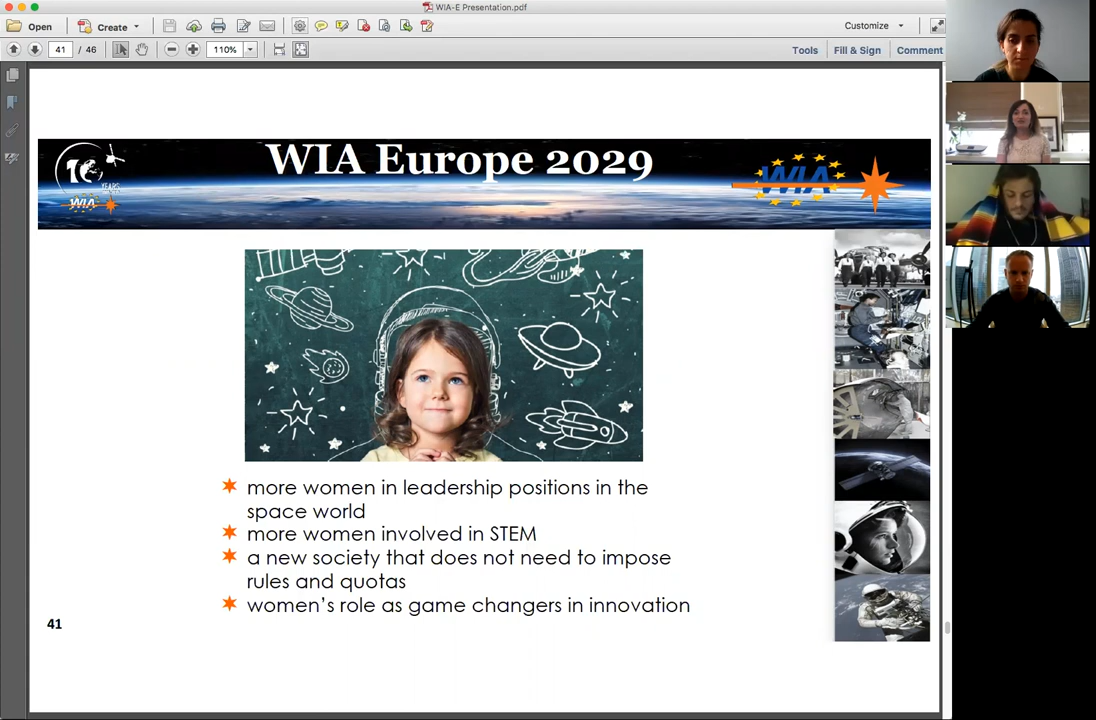 WIA-E Presentation.pdf
Open
Create
Customize
41 / 46
110%
Tools
Fill & Sign
Comment
WIA Europe 2029
10
YEARS
WIA
WIA
more women in leadership positions in the
space world
more women involved in STEM
a new society that does not need to impose
rules and quotas
women's role as game changers in innovation
41